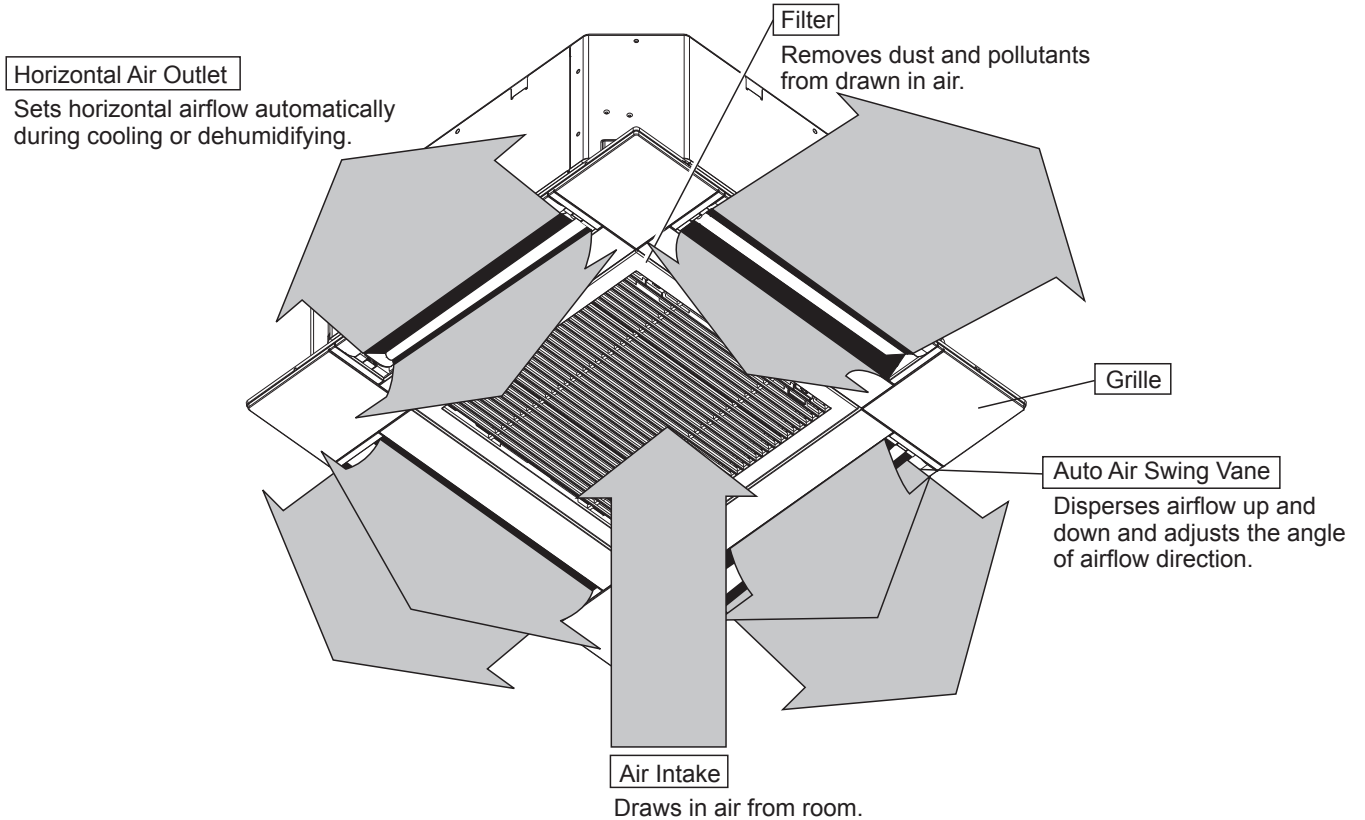 Filter
Removes dust and pollutants
from drawn in air.
Horizontal Air Outlet
Sets horizontal airflow automatically
during cooling or dehumidifying.
Grille
Auto Air Swing Vane
Disperses airflow up and
down and adjusts the angle
of airflow direction.
Air Intake
Draws in air from room.